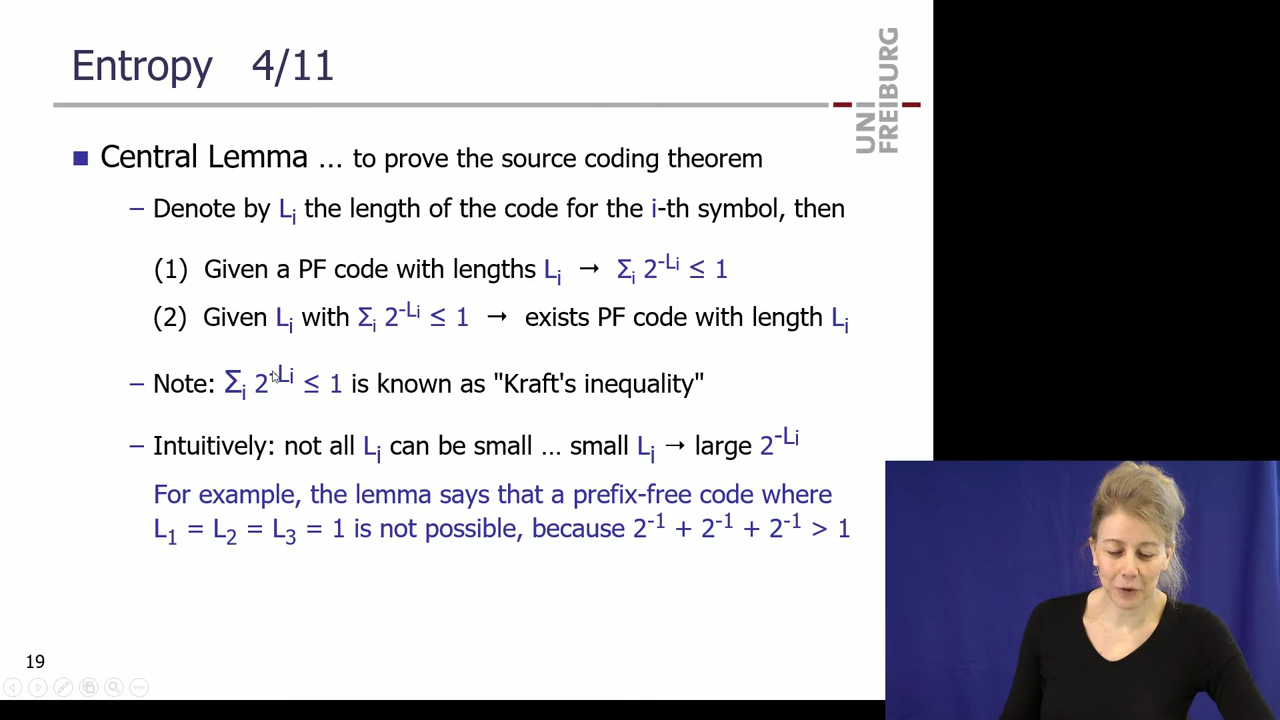 Entropy 4/11
UNI
FREIBURG
■ Central Lemma … to prove the source coding theorem
– Denote by Lᵢ the length of the code for the i-th symbol, then
(1) Given a PF code with lengths Lᵢ → Σᵢ 2^-Lᵢ ≤ 1
(2) Given Lᵢ with Σᵢ 2^-Lᵢ ≤ 1 → exists PF code with length Lᵢ
– Note: Σᵢ 2^-Lᵢ ≤ 1 is known as "Kraft's inequality"
– Intuitively: not all Lᵢ can be small … small Lᵢ → large 2^-Lᵢ
For example, the lemma says that a prefix-free code where
L₁ = L₂ = L₃ = 1 is not possible, because 2⁻¹ + 2⁻¹ + 2⁻¹ > 1
19